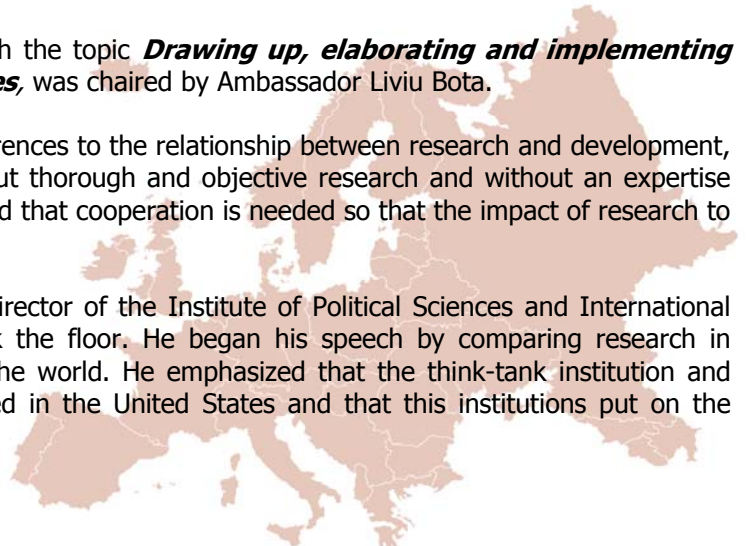 h the topic Drawing up, elaborating and implementing
es, was chaired by Ambassador Liviu Bota.
rences to the relationship between research and development,
ut thorough and objective research and without an expertise
d that cooperation is needed so that the impact of research to
irector of the Institute of Political Sciences and International
k the floor. He began his speech by comparing research in
he world. He emphasized that the think-tank institution and
ed in the United States and that this institutions put on the